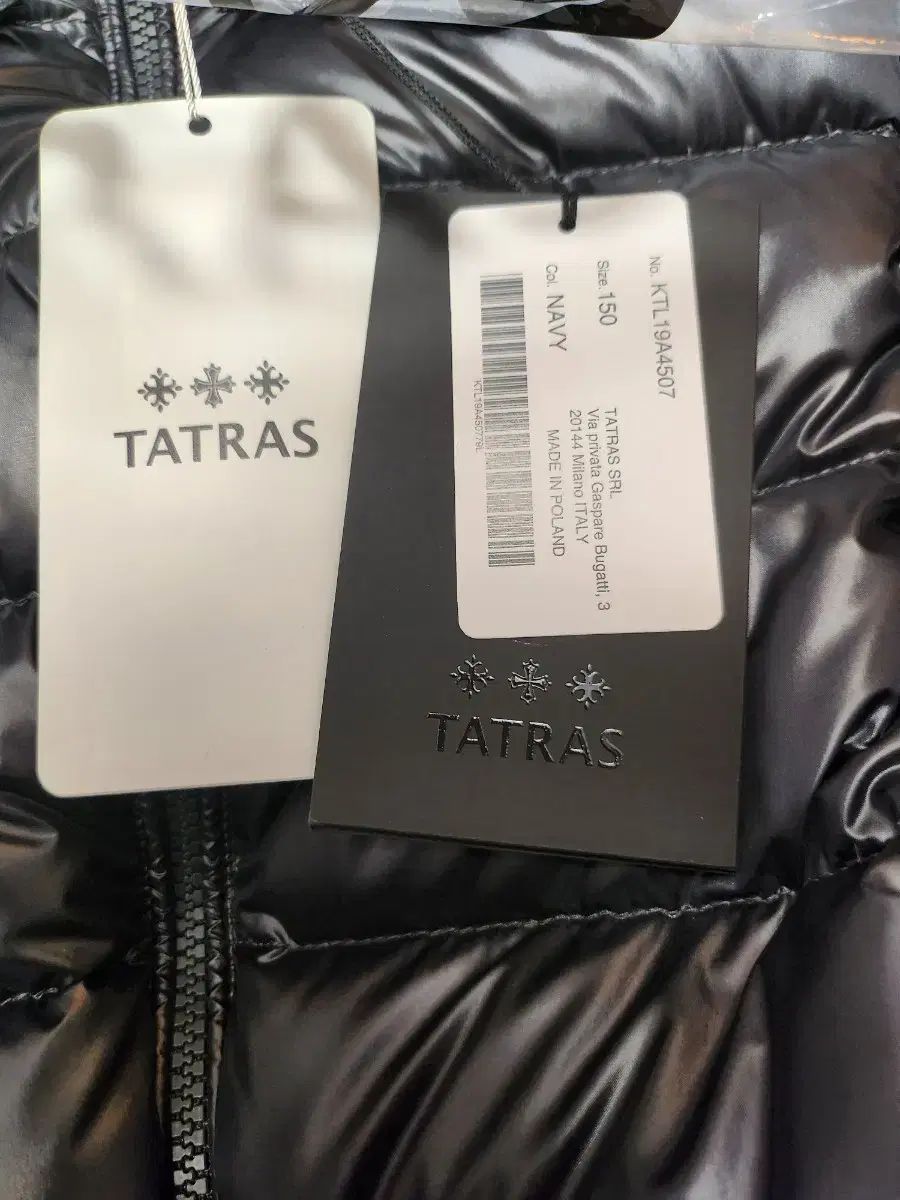 TATRAS
No. KTL19A4507
Size. 150
Col. NAVY
TATRAS SRL
Via privata Gaspare Bugatti, 3
20144 Milano ITALY
MADE IN POLAND
TATRAS